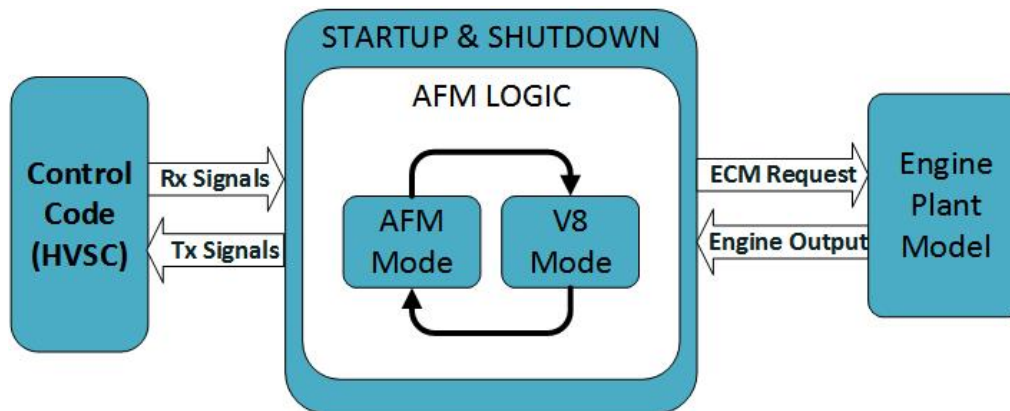 STARTUP & SHUTDOWN
AFM LOGIC
Control
Code
(HVSC)
Rx Signals
Tx Signals
AFM
Mode
V8
Mode
ECM Request
Engine Output
Engine
Plant
Model